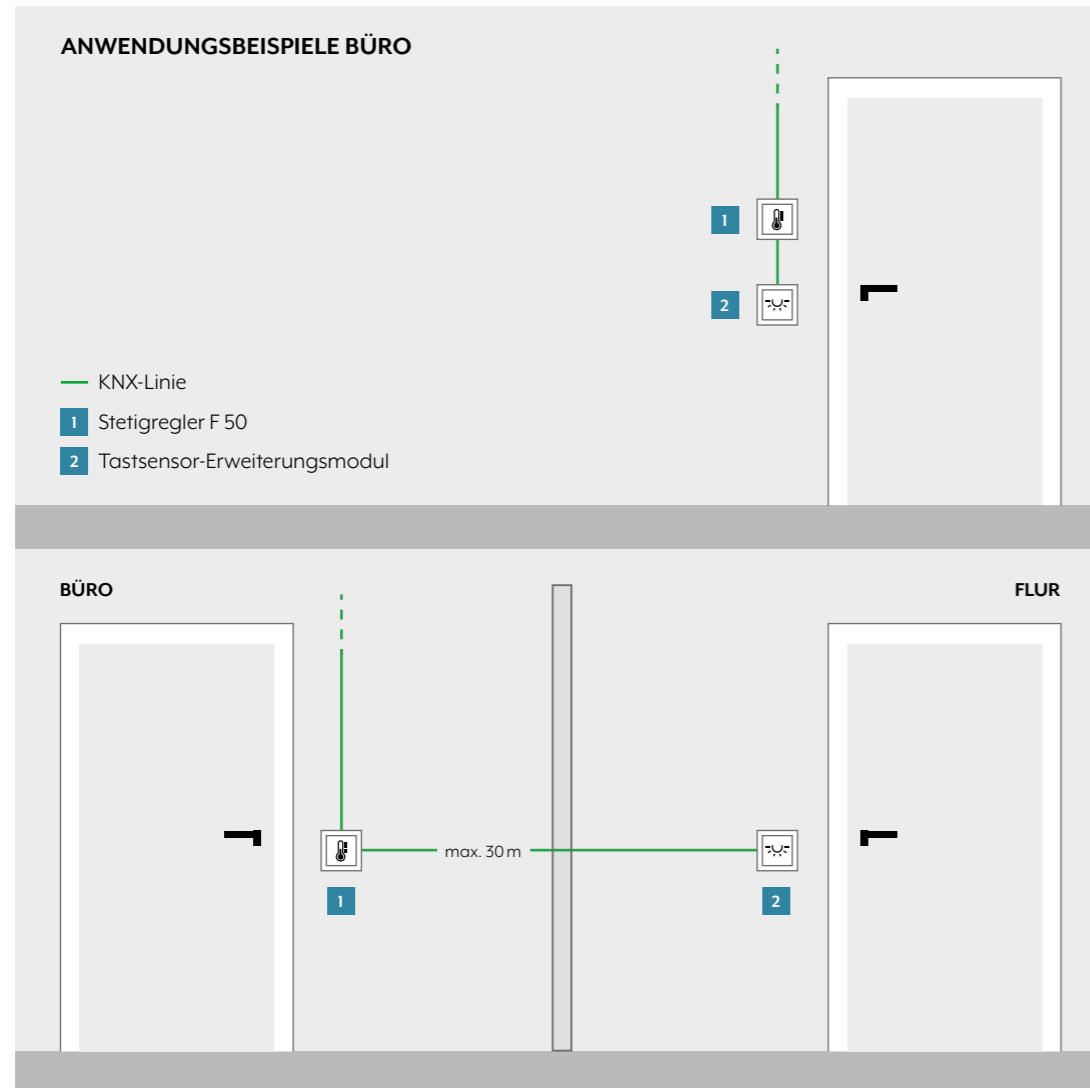 ANWENDUNGSBEISPIELE BÜRO
1
2
KNX-Linie
1 Stetigregler F 50
2 Tastsensor-Erweiterungsmodul
BÜRO
FLUR
max. 30 m
1
2